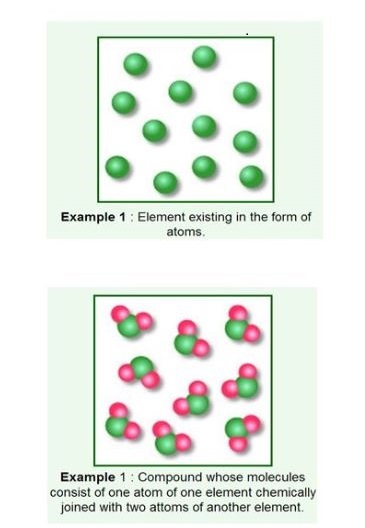 Example 1 : Element existing in the form of
atoms.
Example 1 : Compound whose molecules
consist of one atom of one element chemically
joined with two attoms of another element.